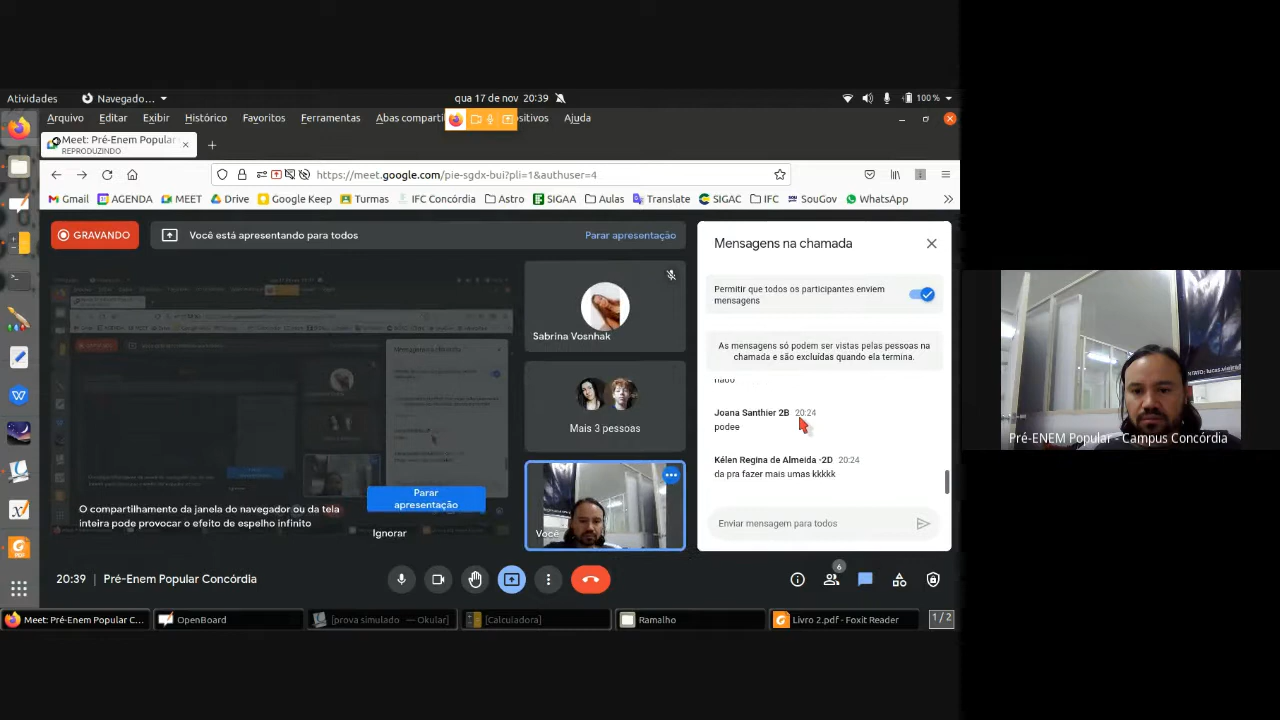 Atividades
Navegado...
qua 17 de nov 20:39
100 %
Arquivo Editar Exibir Histórico Favoritos Ferramentas Abas comparti sitivos Ajuda
Meet: Pré-Enem Popular
REPRODUZINDO
https://meet.google.com/pie-sgdx-bui?pli=1&authuser=4
Gmail AGENDA MEET Drive Google Keep Turmas IFC Concórdia Astro SIGAA Aulas Translate SIGAC IFC SouGov WhatsApp
GRAVANDO
Você está apresentando para todos
Parar apresentação
Mensagens na chamada
Permitir que todos os participantes enviem
mensagens
As mensagens só podem ser vistas pelas pessoas na
chamada e são excluídas quando ela termina.
Joana Santhier 2B 20:24
podee
Kélen Regina de Almeida -2D 20:24
da pra fazer mais umas kkkkk
Enviar mensagem para todos
Sabrina Vosnhak
Mais 3 pessoas
Você
Parar
apresentação
O compartilhamento da janela do navegador ou da tela
inteira pode provocar o efeito de espelho infinito
Ignorar
Pré-ENEM Popular - Campus Concórdia
20:39 | Pré-Enem Popular Concórdia
6
Meet: Pré-Enem Popular C...
OpenBoard
[prova simulado — Okular]
[Calculadora]
Ramalho
Livro 2.pdf - Foxit Reader
1 / 2